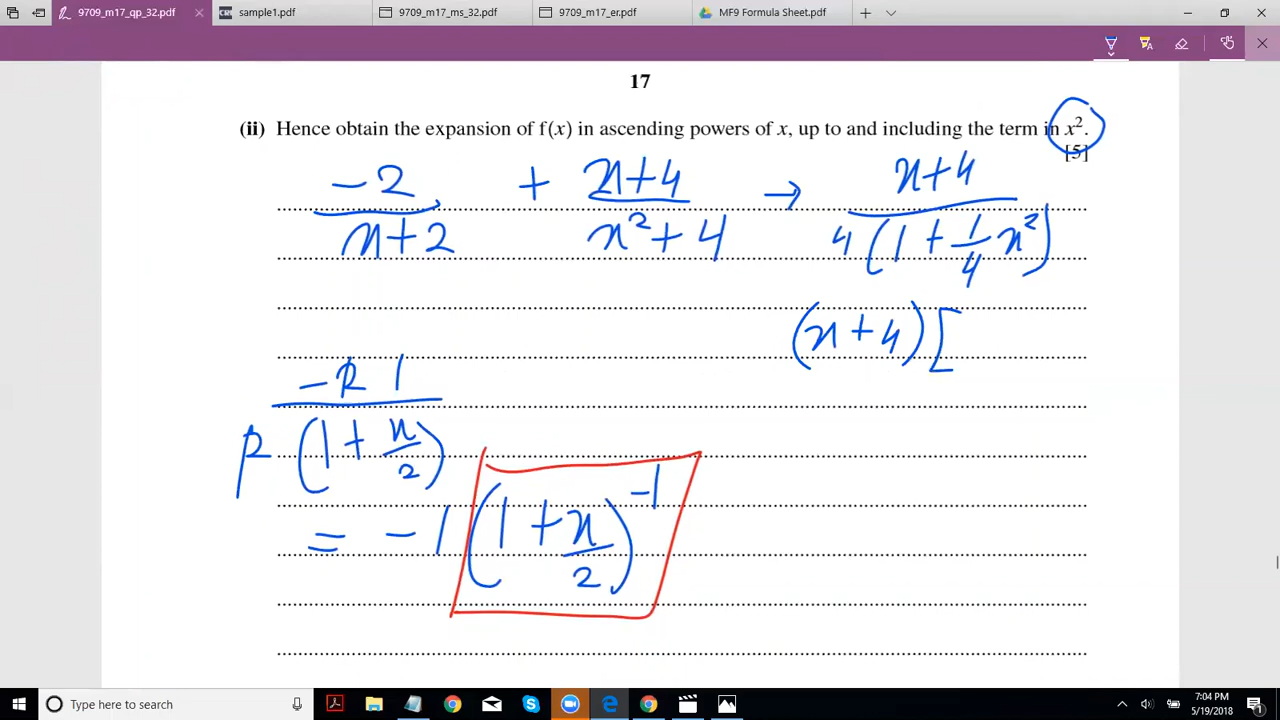 9709_m17_qp_32.pdf sample1.pdf 9709_m17_ms_32.pdf 9709_m17_er.pdf MF9 Formula Sheet.pdf
17
(ii) Hence obtain the expansion of f(x) in ascending powers of x, up to and including the term in x².
[5]
-2/(x+2) + (x+4)/(x²+4) → (x+4)/(4(1+1/4 x²))
(x+4)[
-2 1/(2(1+x/2))
= -1(1+x/2)⁻¹
Type here to search
7:04 PM
5/19/2018